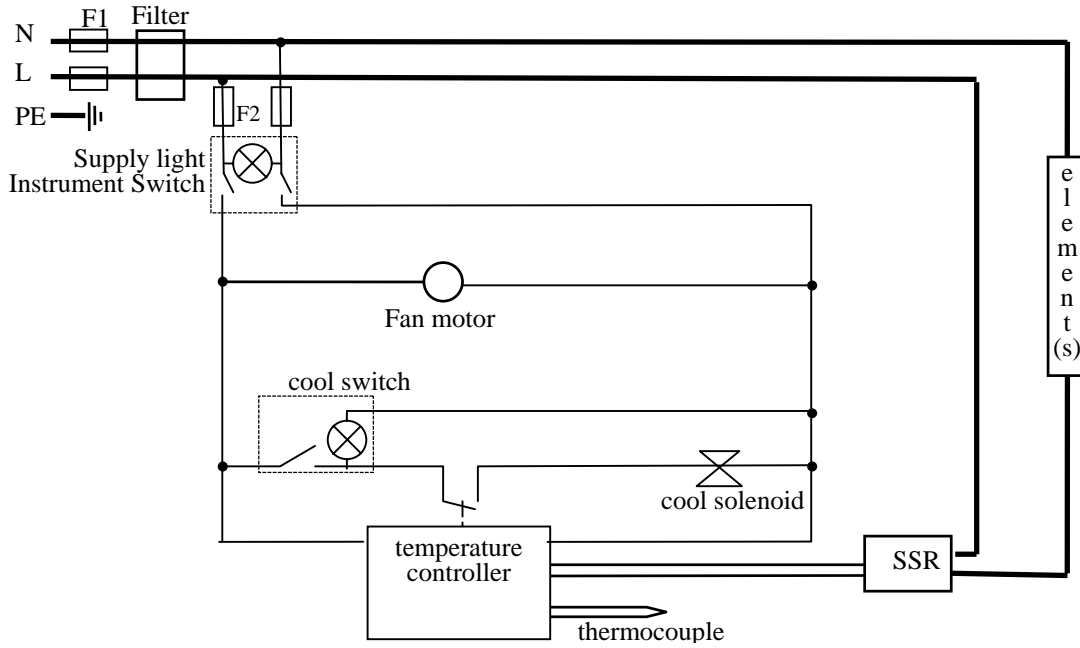 F1
Filter
N
L
PE
F2
Supply light
Instrument Switch
Fan motor
cool switch
cool solenoid
temperature
controller
SSR
thermocouple
e
l
e
m
e
n
t
(s)